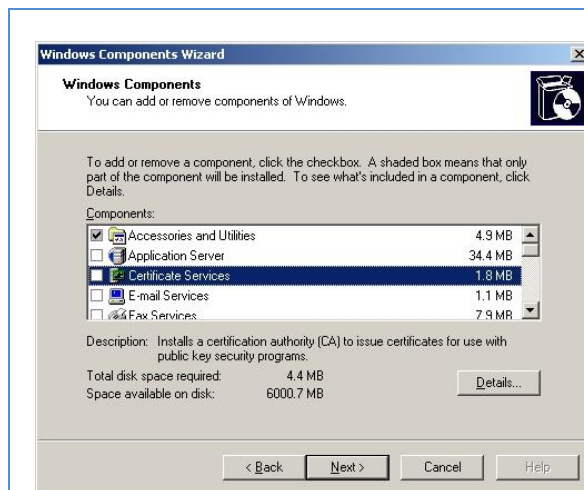 Windows Components Wizard
Windows Components
You can add or remove components of Windows.
To add or remove a component, click the checkbox. A shaded box means that only
part of the component will be installed. To see what's included in a component, click
Details.
Components:
Accessories and Utilities 4.9 MB
Application Server 34.4 MB
Certificate Services 1.8 MB
E-mail Services 1.1 MB
Fax Services 7.9 MB
Description: Installs a certification authority (CA) to issue certificates for use with
public key security programs.
Total disk space required: 4.4 MB
Space available on disk: 6000.7 MB
Details...
< Back Next > Cancel Help